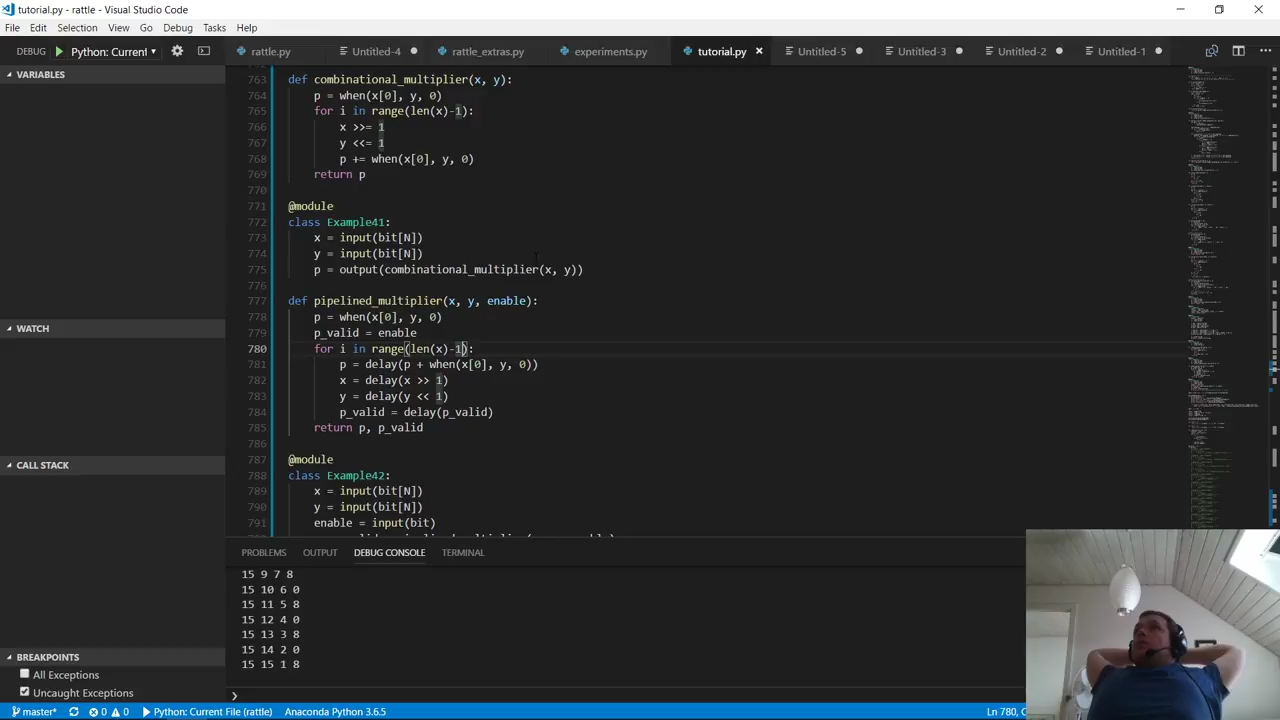 tutorial.py - rattle - Visual Studio Code
File Edit Selection View Go Debug Tasks Help
DEBUG Python: Current rattle.py Untitled-4 rattle_extras.py experiments.py tutorial.py Untitled-5 Untitled-3 Untitled-2 Untitled-1
VARIABLES
WATCH
CALL STACK
BREAKPOINTS
All Exceptions
Uncaught Exceptions
763 def combinational_multiplier(x, y):
764 p = when(x[0], y, 0)
765 for i in range(len(x)-1):
766 x >>= 1
767 y <<= 1
768 p += when(x[0], y, 0)
769 return p
770
771 @module
772 class Example41:
773 x = input(bit[N])
774 y = input(bit[N])
775 p = output(combinational_multiplier(x, y))
776
777 def pipelined_multiplier(x, y, enable):
778 p = when(x[0], y, 0)
779 p_valid = enable
780 for i in range(len(x)-1):
781 p = delay(p + when(x[0], y, 0))
782 x = delay(x >> 1)
783 y = delay(y << 1)
784 p_valid = delay(p_valid)
785 return p, p_valid
786
787 @module
788 class Example42:
789 x = input(bit[N])
790 y = input(bit[N])
791 enable = input(bit)
PROBLEMS OUTPUT DEBUG CONSOLE TERMINAL
15 9 7 8
15 10 6 0
15 11 5 8
15 12 4 0
15 13 3 8
15 14 2 0
15 15 1 8
master* 0 0 Python: Current File (rattle) Anaconda Python 3.6.5 Ln 780,